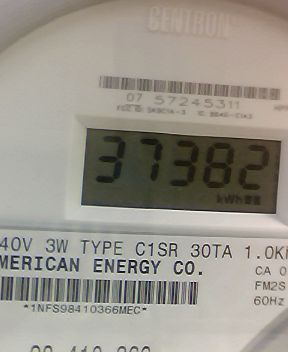 CENTRON
07 57245311
37382
kWh
40V 3W TYPE C1SR 30TA 1.0K
MERICAN ENERGY CO.
CA 0
FM2S
60Hz
*1NFS98410366MEC*